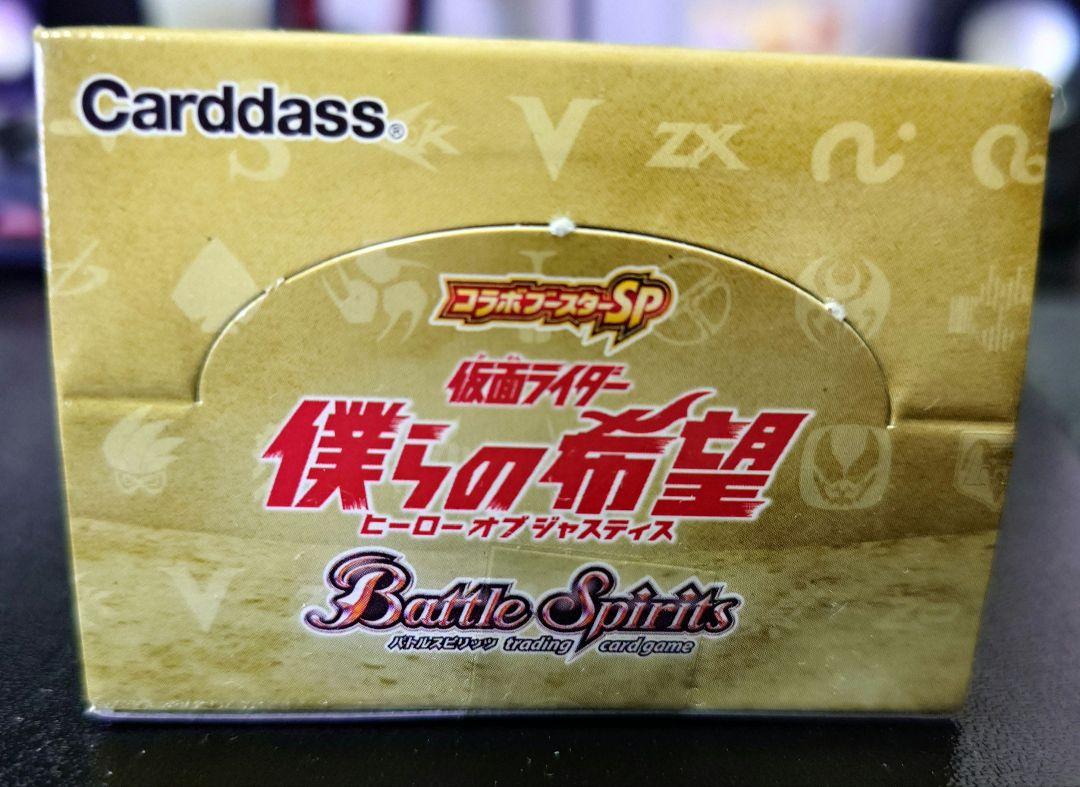 Carddass®
V
ZX
コラボブースターSP
仮面ライダー
僕らの希望
ヒーローオブジャスティス
Battle Spirits
バトルスピリッツ trading card game
V